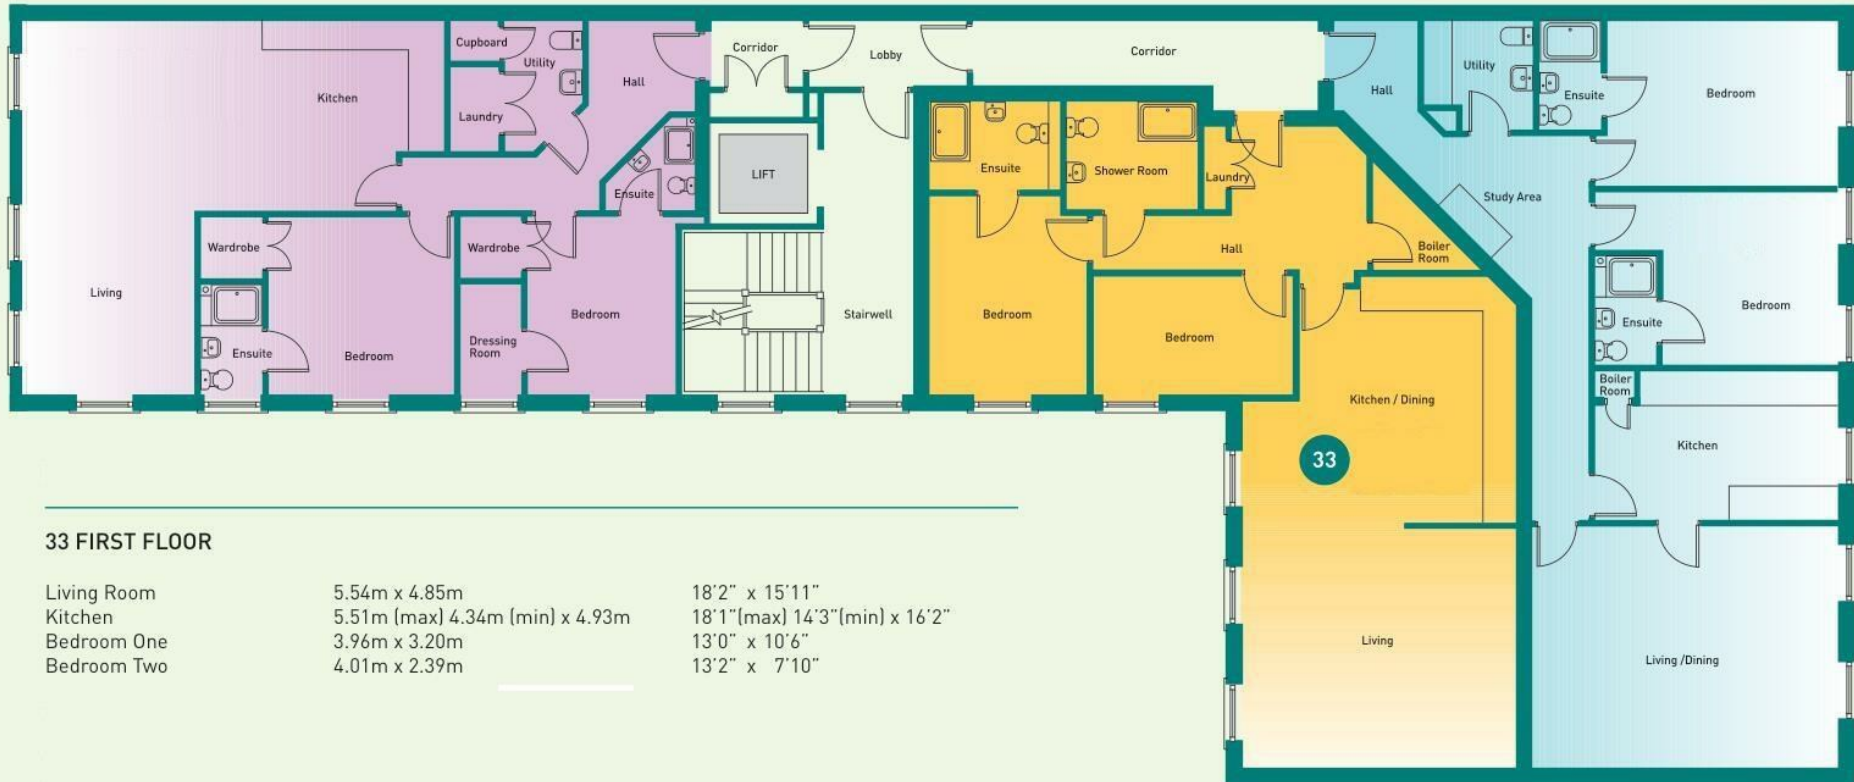 Cupboard
Utility
Kitchen
Laundry
Hall
Ensuite
Living
Wardrobe
Ensuite
Bedroom
Wardrobe
Dressing
Room
Bedroom
Corridor
Lobby
Corridor
LIFT
Stairwell
Ensuite
Shower Room
Laundry
Hall
Boiler
Room
Bedroom
Bedroom
Kitchen / Dining
33
Living
Hall
Utility
Ensuite
Bedroom
Study Area
Ensuite
Bedroom
Boiler
Room
Kitchen
Living /Dining
33 FIRST FLOOR
Living Room 5.54m x 4.85m 18'2" x 15'11"
Kitchen 5.51m (max) 4.34m (min) x 4.93m 18'1"(max) 14'3"(min) x 16'2"
Bedroom One 3.96m x 3.20m 13'0" x 10'6"
Bedroom Two 4.01m x 2.39m 13'2" x 7'10"